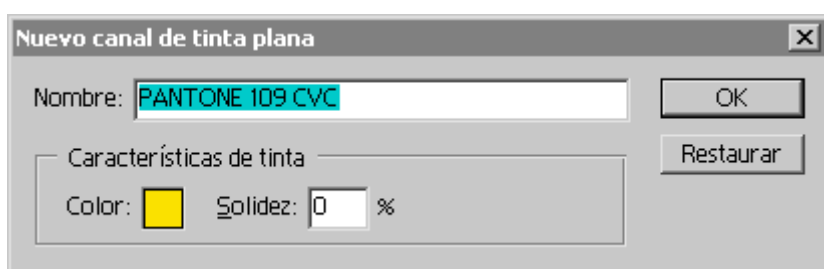 Nuevo canal de tinta plana
Nombre: PANTONE 109 CVC
OK
Restaurar
Características de tinta
Color:
Solidez: 0 %